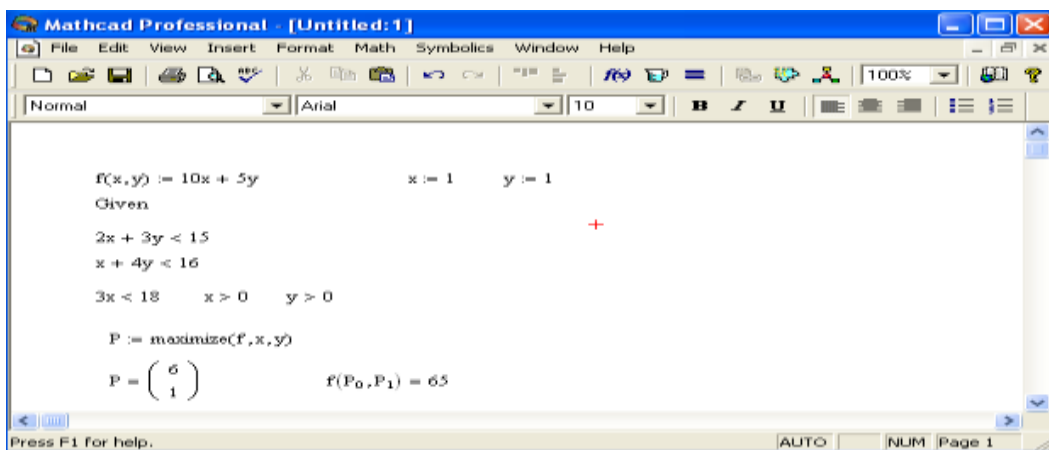 Mathcad Professional - [Untitled:1]
File Edit View Insert Format Math Symbolics Window Help
100%
Normal Arial 10 B I U
f(x,y) := 10x + 5y x := 1 y := 1
Given
2x + 3y < 15
x + 4y < 16
3x < 18 x > 0 y > 0
P := maximize(f,x,y)
P = ( 6 1 ) f(P₀,P₁) = 65
Press F1 for help. AUTO NUM Page 1